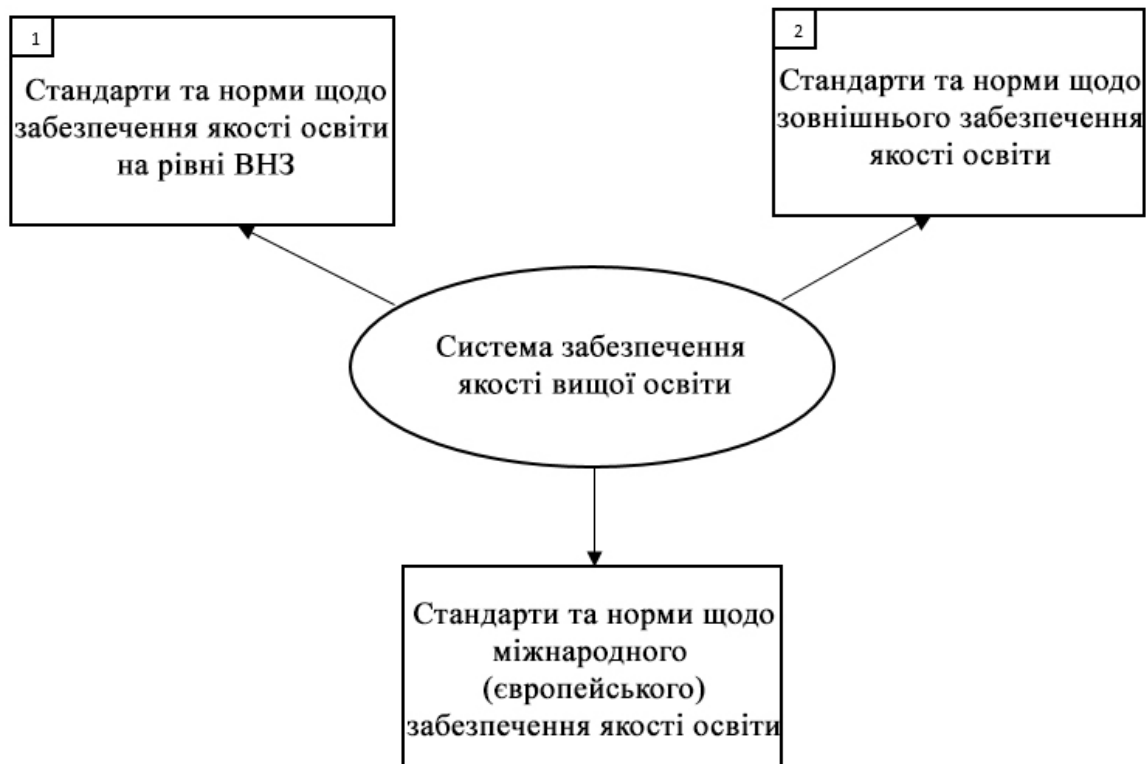 1
Стандарти та норми щодо
забезпечення якості освіти
на рівні ВНЗ
2
Стандарти та норми щодо
зовнішнього забезпечення
якості освіти
Система забезпечення
якості вищої освіти
Стандарти та норми щодо
міжнародного
(європейського)
забезпечення якості освіти